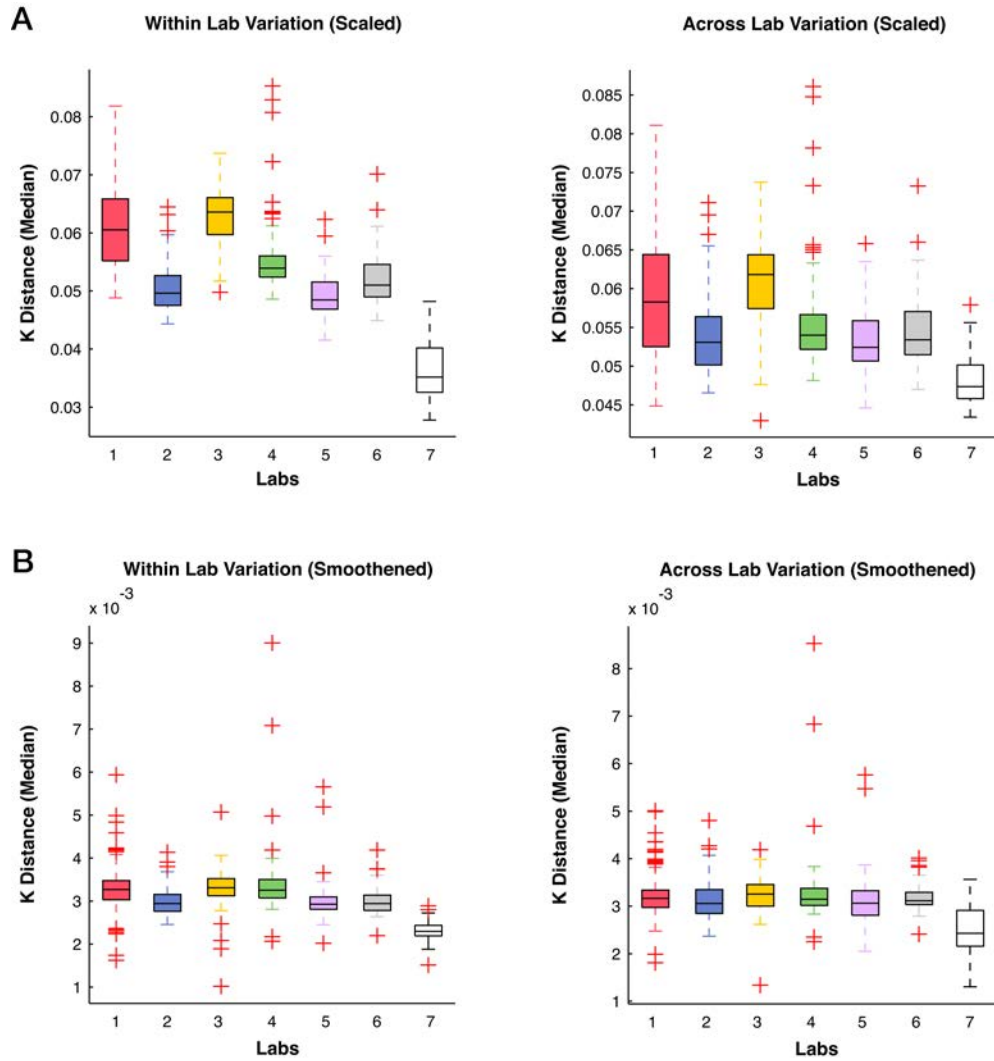 A
Within Lab Variation (Scaled)
K Distance (Median)
0.08
0.07
0.06
0.05
0.04
0.03
1 2 3 4 5 6 7
Labs
Across Lab Variation (Scaled)
K Distance (Median)
0.085
0.08
0.075
0.07
0.065
0.06
0.055
0.05
0.045
1 2 3 4 5 6 7
Labs
B
Within Lab Variation (Smoothened)
x 10-3
K Distance (Median)
9
8
7
6
5
4
3
2
1
1 2 3 4 5 6 7
Labs
Across Lab Variation (Smoothened)
x 10-3
K Distance (Median)
8
7
6
5
4
3
2
1
1 2 3 4 5 6 7
Labs